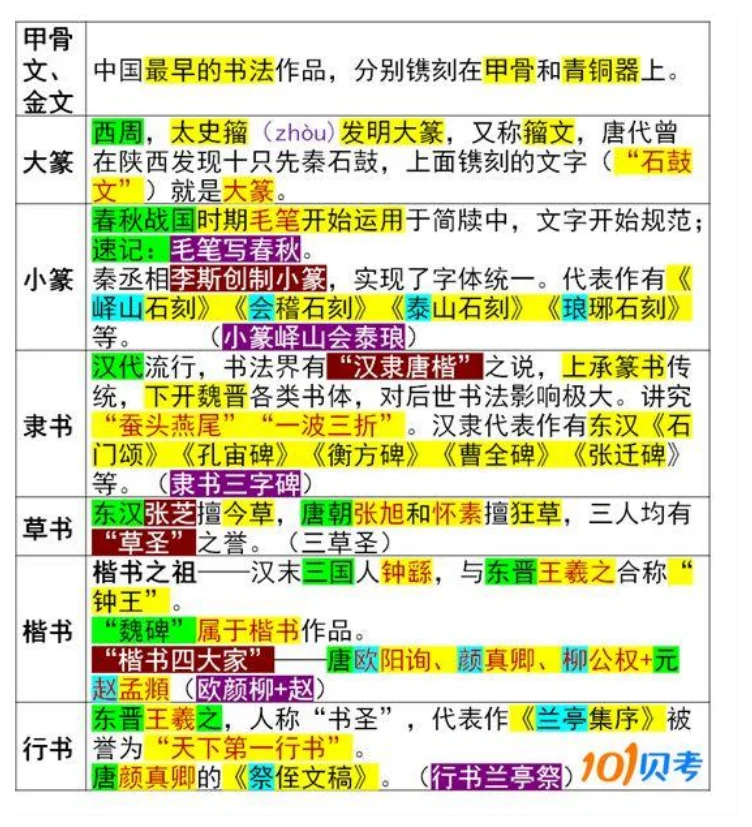 甲骨
文、
金文
中国最早的书法作品，分别镌刻在甲骨和青铜器上。
大篆
西周，太史籀（zhòu)发明大篆，又称籀文，唐代曾
在陕西发现十只先秦石鼓，上面镌刻的文字（“石鼓
文”）就是大篆。
小篆
春秋战国时期毛笔开始运用于简牍中，文字开始规范；
速记：毛笔写春秋。
秦丞相李斯创制小篆，实现了字体统一。代表作有《
峄山石刻》《会稽石刻》《泰山石刻》《琅琊石刻》
等。 （小篆峄山会泰琅）
隶书
汉代流行，书法界有“汉隶唐楷”之说，上承篆书传
统，下开魏晋各类书体，对后世书法影响极大。讲究
“蚕头燕尾”“一波三折”。汉隶代表作有东汉《石
门颂》《孔宙碑》《衡方碑》《曹全碑》《张迁碑》
等。（隶书三字碑）
草书
东汉张芝擅今草，唐朝张旭和怀素擅狂草，三人均有
“草圣”之誉。（三草圣）
楷书
楷书之祖——汉末三国人钟繇，与东晋王羲之合称“
钟王”。
“魏碑”属于楷书作品。
“楷书四大家”——唐欧阳询、颜真卿、柳公权+元
赵孟頫（欧颜柳+赵）
行书
东晋王羲之，人称“书圣”，代表作《兰亭集序》被
誉为“天下第一行书”。
唐颜真卿的《祭侄文稿》。（行书兰亭祭）
101贝考